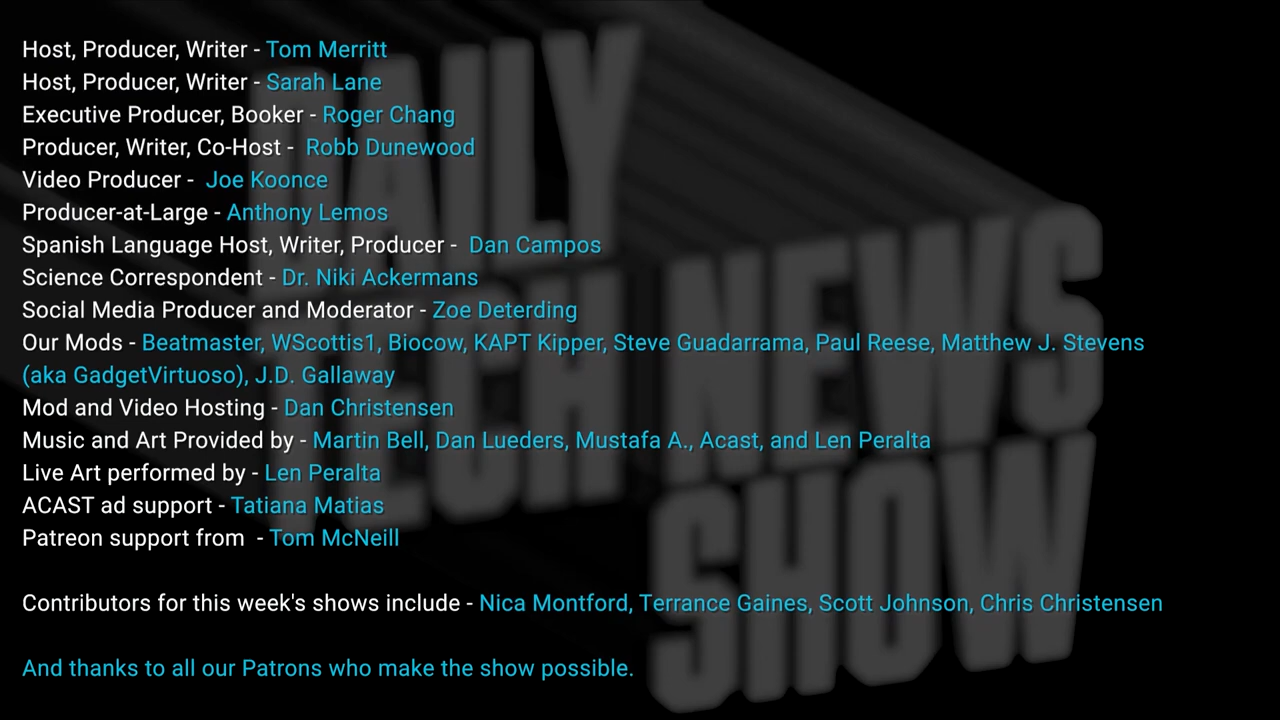 Host, Producer, Writer - Tom Merritt
Host, Producer, Writer - Sarah Lane
Executive Producer, Booker - Roger Chang
Producer, Writer, Co-Host - Robb Dunewood
Video Producer - Joe Koonce
Producer-at-Large - Anthony Lemos
Spanish Language Host, Writer, Producer - Dan Campos
Science Correspondent - Dr. Niki Ackermans
Social Media Producer and Moderator - Zoe Deterding
Our Mods - Beatmaster, WScottis1, Biocow, KAPT Kipper, Steve Guadarrama, Paul Reese, Matthew J. Stevens
(aka GadgetVirtuoso), J.D. Gallaway
Mod and Video Hosting - Dan Christensen
Music and Art Provided by - Martin Bell, Dan Lueders, Mustafa A., Acast, and Len Peralta
Live Art performed by - Len Peralta
ACAST ad support - Tatiana Matias
Patreon support from - Tom McNeill
Contributors for this week's shows include - Nica Montford, Terrance Gaines, Scott Johnson, Chris Christensen
And thanks to all our Patrons who make the show possible.
DAILY
TECH NEWS
SHOW